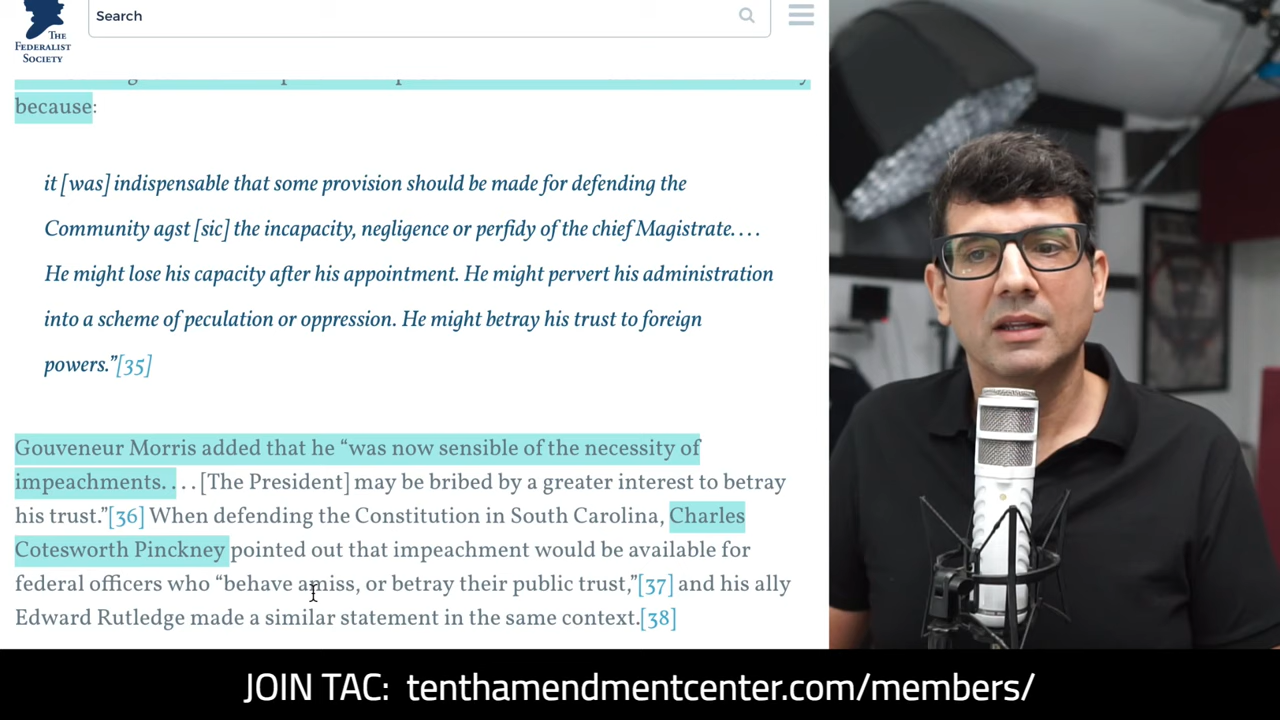 Search
THE
FEDERALIST
SOCIETY
because:
it [was] indispensable that some provision should be made for defending the
Community agst [sic] the incapacity, negligence or perfidy of the chief Magistrate. . . .
He might lose his capacity after his appointment. He might pervert his administration
into a scheme of peculation or oppression. He might betray his trust to foreign
powers.”[35]
Gouveneur Morris added that he “was now sensible of the necessity of
impeachments. . . . [The President] may be bribed by a greater interest to betray
his trust.”[36] When defending the Constitution in South Carolina, Charles
Cotesworth Pinckney pointed out that impeachment would be available for
federal officers who “behave amiss, or betray their public trust,”[37] and his ally
Edward Rutledge made a similar statement in the same context.[38]
JOIN TAC: tenthamendmentcenter.com/members/